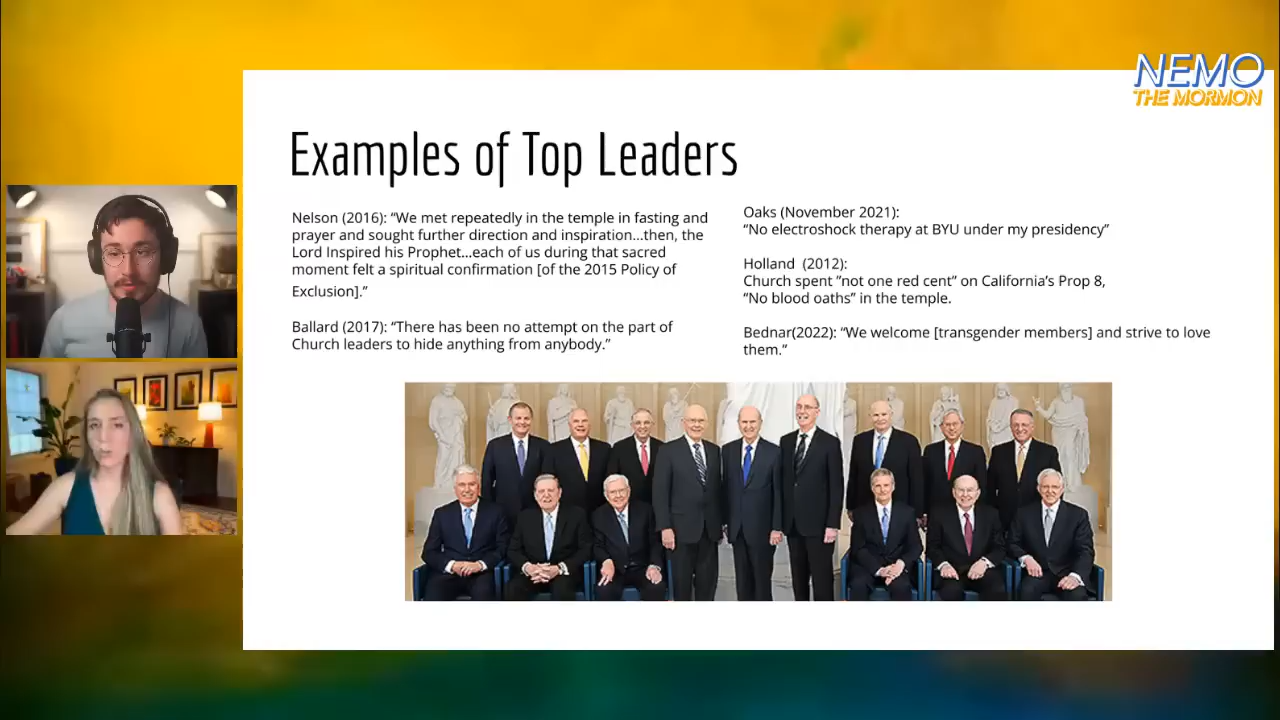 NEMO
THE MORMON
Examples of Top Leaders
Nelson (2016): “We met repeatedly in the temple in fasting and
prayer and sought further direction and inspiration...then, the
Lord Inspired his Prophet...each of us during that sacred
moment felt a spiritual confirmation [of the 2015 Policy of
Exclusion].”
Ballard (2017): “There has been no attempt on the part of
Church leaders to hide anything from anybody.”
Oaks (November 2021):
“No electroshock therapy at BYU under my presidency”
Holland (2012):
Church spent “not one red cent” on California’s Prop 8,
“No blood oaths” in the temple.
Bednar(2022): “We welcome [transgender members] and strive to love
them.”